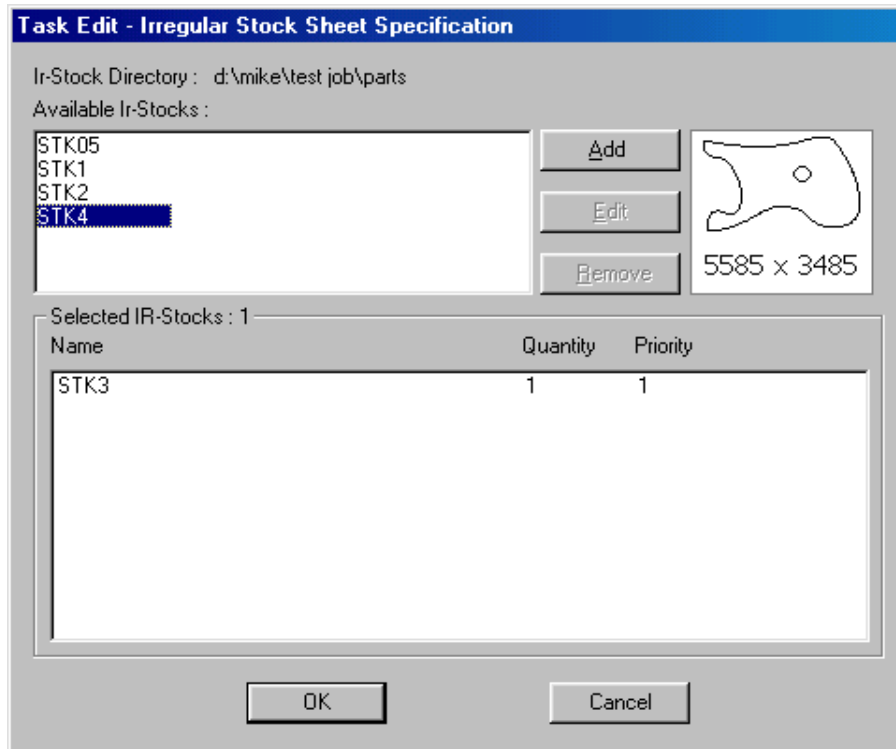 Task Edit - Irregular Stock Sheet Specification
Ir-Stock Directory : d:\mike\test job\parts
Available Ir-Stocks :
STK05
STK1
STK2
STK4
Add
Edit
Remove
5585 x 3485
Selected IR-Stocks : 1
Name Quantity Priority
STK3 1 1
OK Cancel